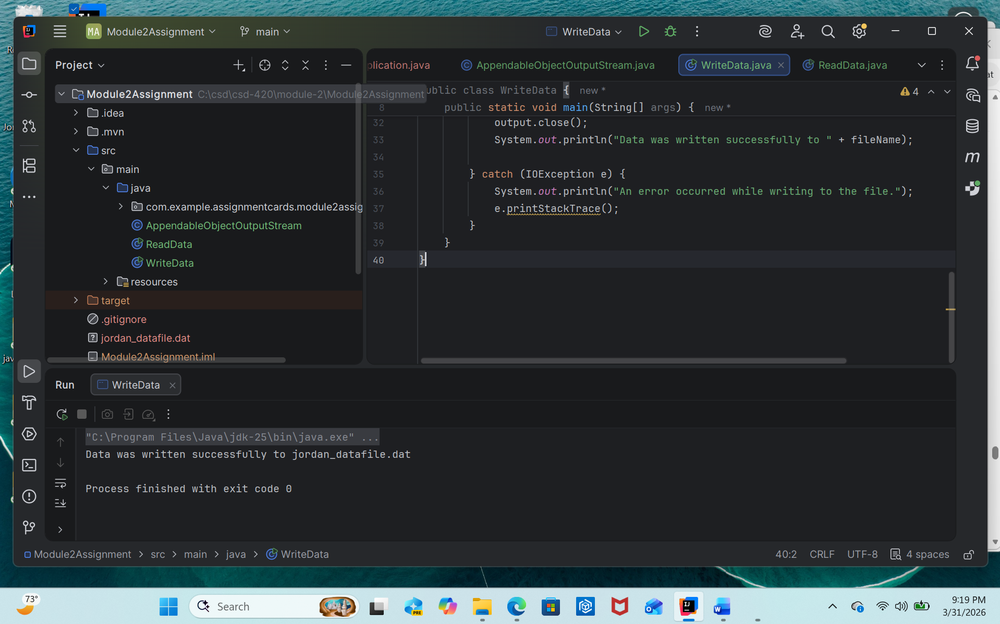 MA Module2Assignment main WriteData
Project
plication.java AppendableObjectOutputStream.java WriteData.java ReadData.java
Module2Assignment C:\csd\csd-420\module-2\Module2Assignment
.idea
.mvn
src
main
java
com.example.assignmentcards.module2assig
AppendableObjectOutputStream
ReadData
WriteData
resources
target
.gitignore
jordan_datafile.dat
Module2Assignment.iml
ublic class WriteData { new *
4
8 public static void main(String[] args) { new *
32 output.close();
33 System.out.println("Data was written successfully to " + fileName);
34
35 } catch (IOException e) {
36 System.out.println("An error occurred while writing to the file.");
37 e.printStackTrace();
38 }
39 }
40 }
Run WriteData
"C:\Program Files\Java\jdk-25\bin\java.exe" ...
Data was written successfully to jordan_datafile.dat
Process finished with exit code 0
Module2Assignment > src > main > java > WriteData
40:2 CRLF UTF-8 4 spaces
73°
Search
PRE
9:19 PM
3/31/2026